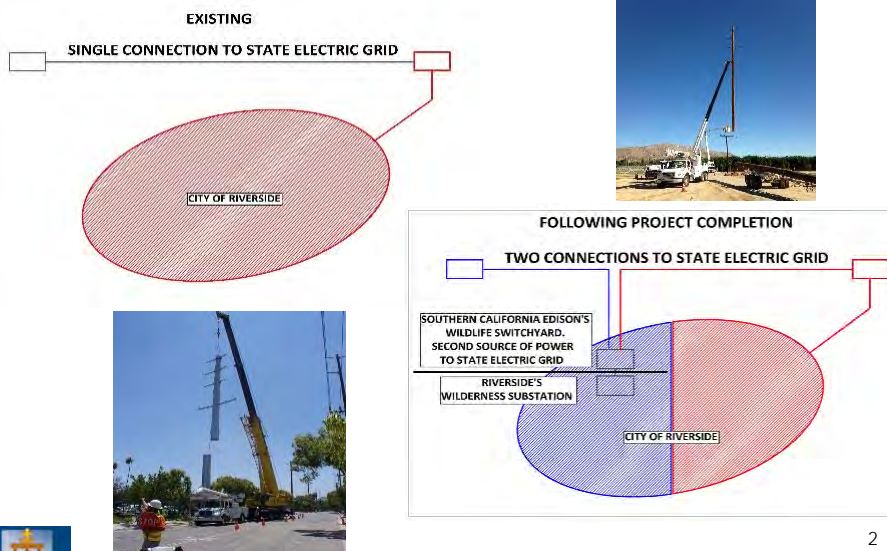 EXISTING
SINGLE CONNECTION TO STATE ELECTRIC GRID
CITY OF RIVERSIDE
FOLLOWING PROJECT COMPLETION
TWO CONNECTIONS TO STATE ELECTRIC GRID
SOUTHERN CALIFORNIA EDISON'S
WILDLIFE SWITCHYARD.
SECOND SOURCE OF POWER
TO STATE ELECTRIC GRID
RIVERSIDE'S
WILDERNESS SUBSTATION
CITY OF RIVERSIDE
STOP
2